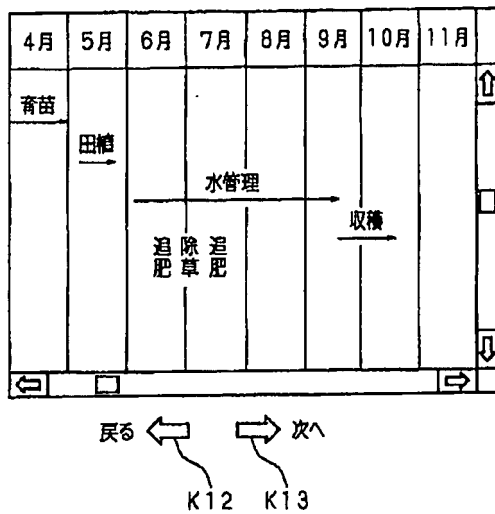 4月 5月 6月 7月 8月 9月 10月 11月
育苗
田植
水管理
収穫
追肥 除草 追肥
戻る 次へ
K12 K13